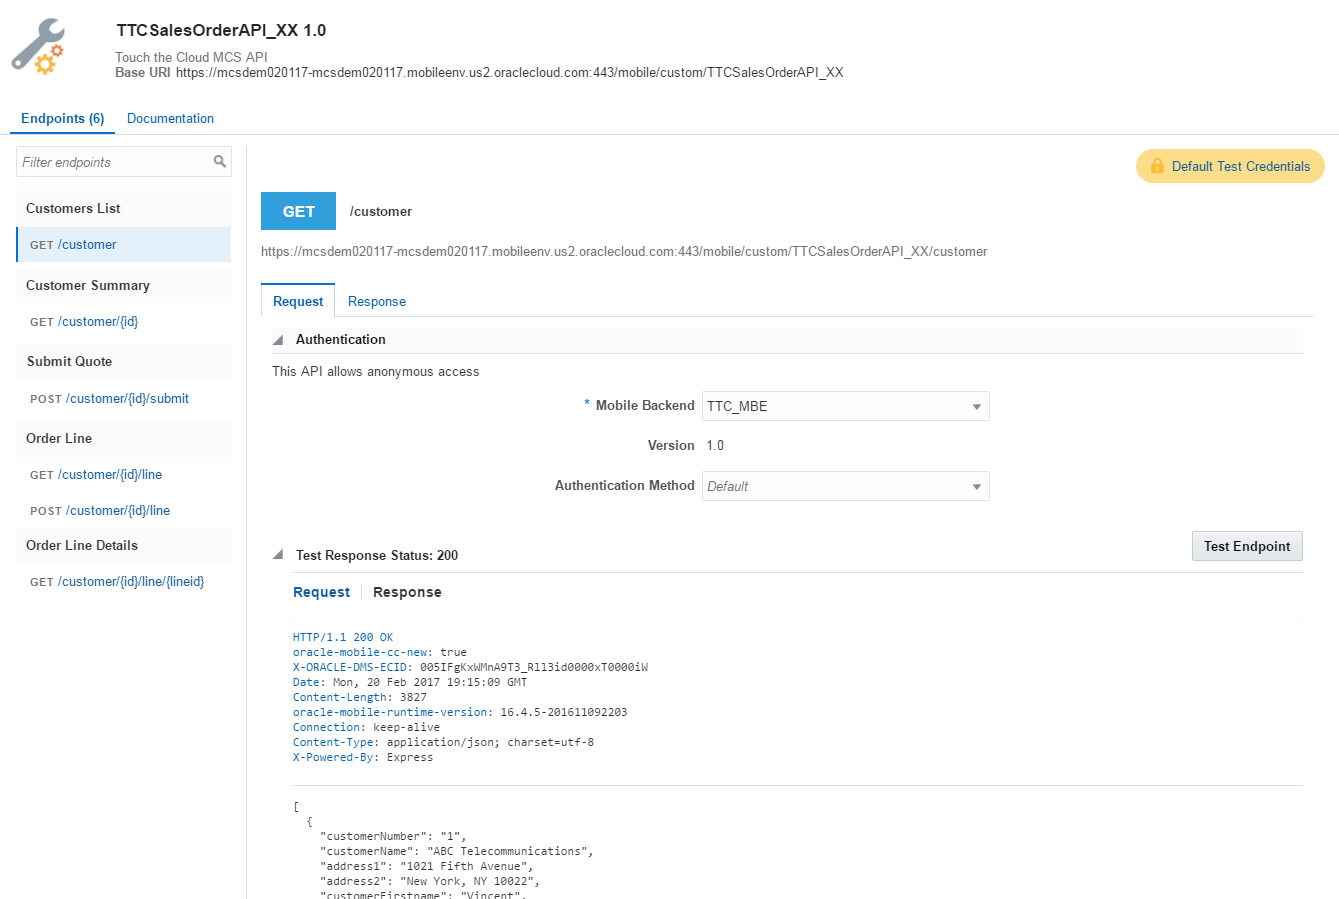 TTCSalesOrderAPI_XX 1.0
Touch the Cloud MCS API
Base URI https://mcsdem020117-mcsdem020117.mobileenv.us2.oraclecloud.com:443/mobile/custom/TTCSalesOrderAPI_XX
Endpoints (6) Documentation
Filter endpoints
Default Test Credentials
Customers List
GET /customer
Customer Summary
GET /customer/{id}
Submit Quote
POST /customer/{id}/submit
Order Line
GET /customer/{id}/line
POST /customer/{id}/line
Order Line Details
GET /customer/{id}/line/{lineid}
GET /customer
https://mcsdem020117-mcsdem020117.mobileenv.us2.oraclecloud.com:443/mobile/custom/TTCSalesOrderAPI_XX/customer
Request Response
Authentication
This API allows anonymous access
* Mobile Backend TTC_MBE
Version 1.0
Authentication Method Default
Test Endpoint
Test Response Status: 200
Request Response
HTTP/1.1 200 OK
oracle-mobile-cc-new: true
X-ORACLE-DMS-ECID: 005IFgKxWMnA9T3_Rll3id0000xT0000iW
Date: Mon, 20 Feb 2017 19:15:09 GMT
Content-Length: 3827
oracle-mobile-runtime-version: 16.4.5-201611092203
Connection: keep-alive
Content-Type: application/json; charset=utf-8
X-Powered-By: Express
[
{
"customerNumber": "1",
"customerName": "ABC Telecommunications",
"address1": "1021 Fifth Avenue",
"address2": "New York, NY 10022",
"customerFirstname": "Vincent",